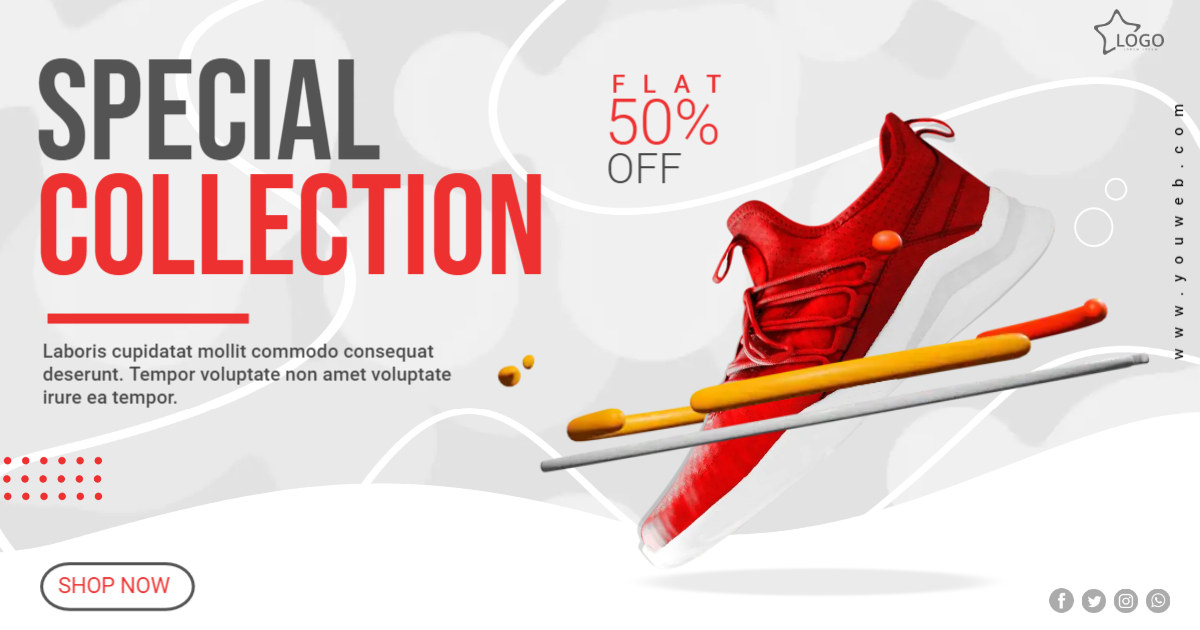 LOGO
SPECIAL
COLLECTION
FLAT
50%
OFF
www.youweb.com
Laboris cupidatat mollit commodo consequat
deserunt. Tempor voluptate non amet voluptate
irure ea tempor.
SHOP NOW